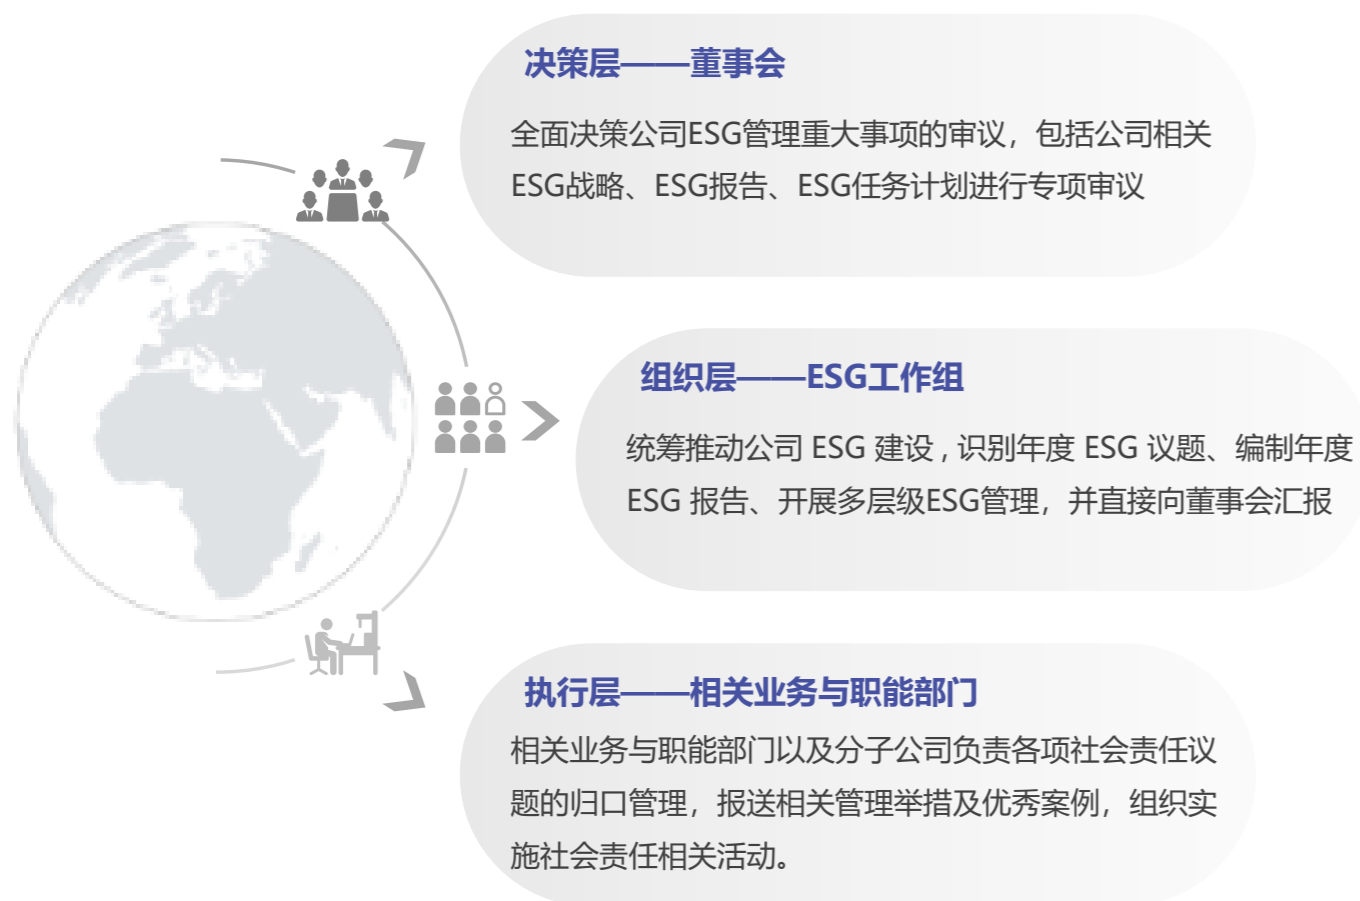 决策层——董事会
全面决策公司ESG管理重大事项的审议，包括公司相关
ESG战略、ESG报告、ESG任务计划进行专项审议
组织层——ESG工作组
统筹推动公司 ESG 建设 , 识别年度 ESG 议题、编制年度
ESG 报告、开展多层级ESG管理，并直接向董事会汇报
执行层——相关业务与职能部门
相关业务与职能部门以及分子公司负责各项社会责任议
题的归口管理，报送相关管理举措及优秀案例，组织实
施社会责任相关活动。